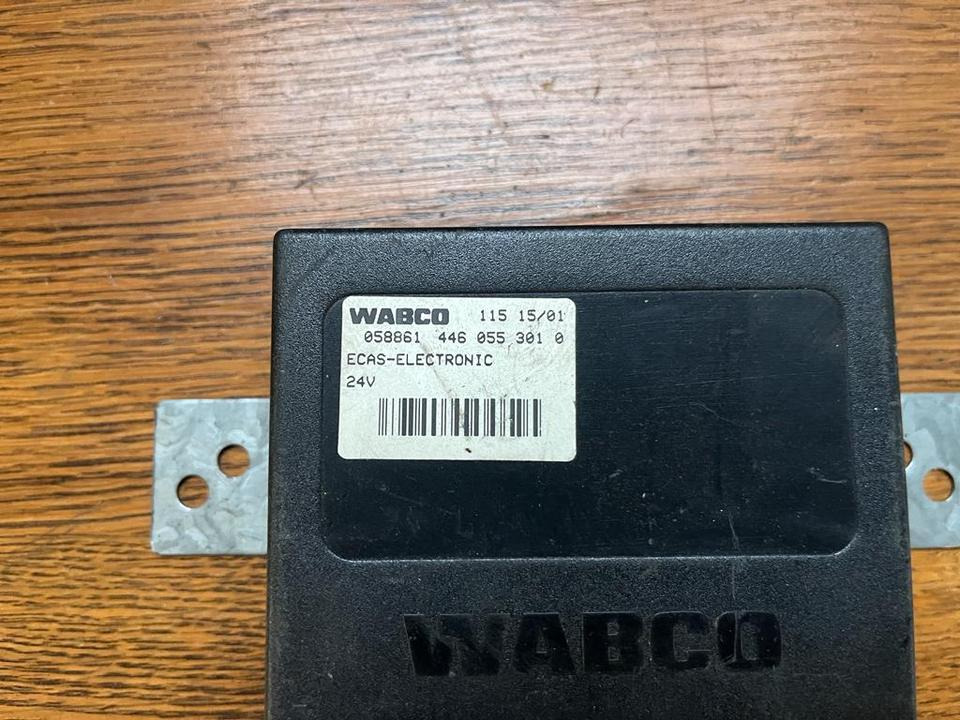 WABCO 115 15/01
058861 446 055 301 0
ECAS-ELECTRONIC
24V
WABCO